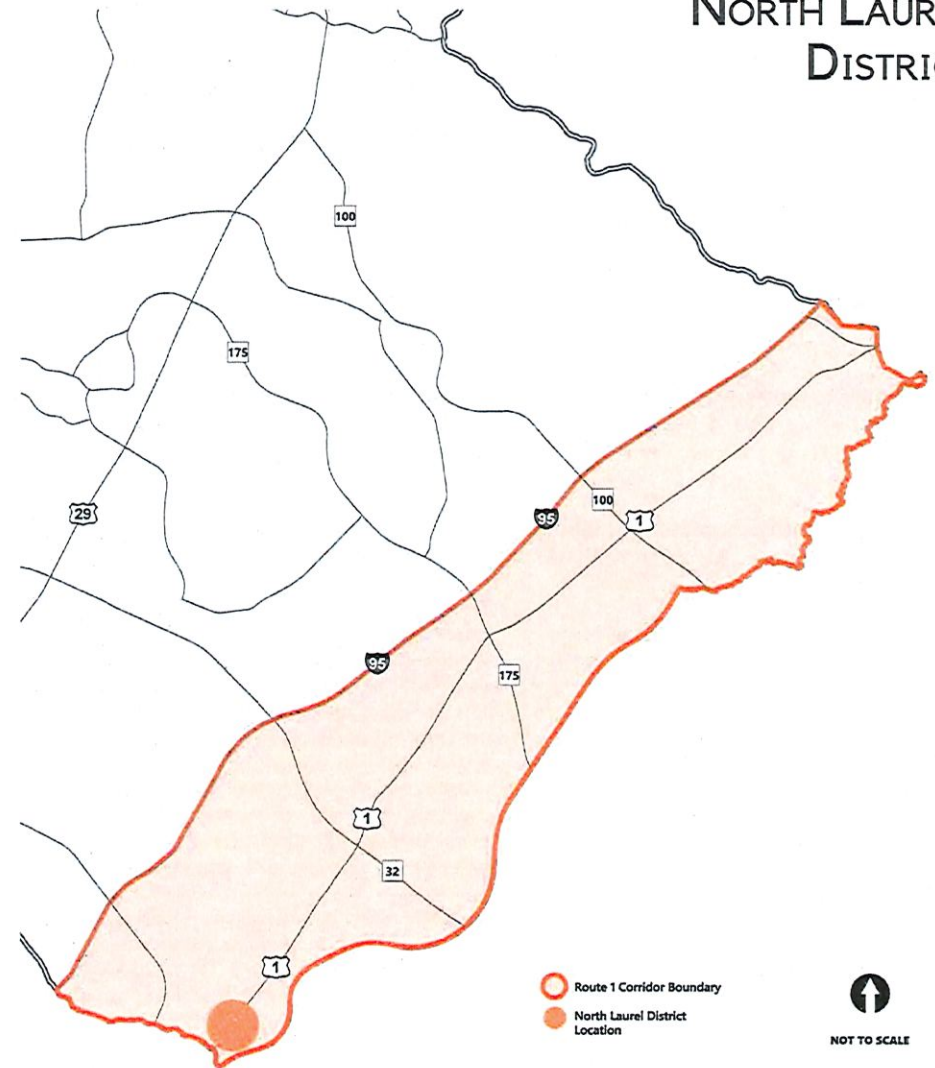 NORTH LAUR
DISTRI
100
175
29
100
1
95
95
175
1
32
1
Route 1 Corridor Boundary
North Laurel District
Location
NOT TO SCALE